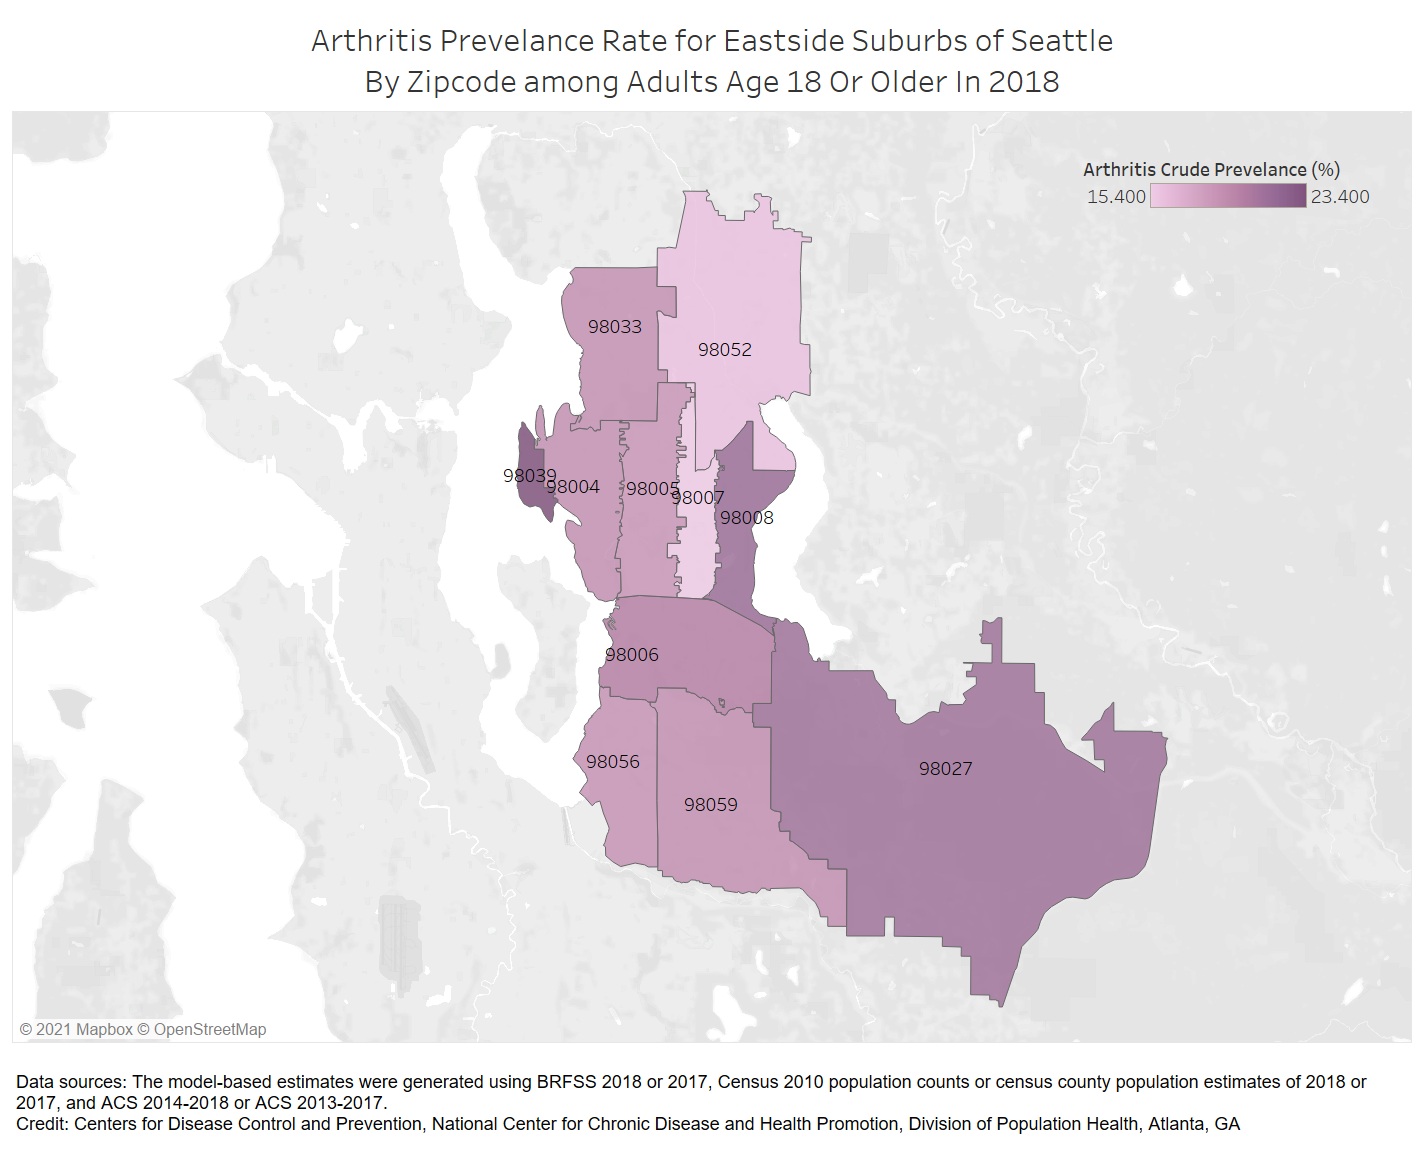 Arthritis Prevelance Rate for Eastside Suburbs of Seattle
By Zipcode among Adults Age 18 Or Older In 2018
Arthritis Crude Prevelance (%)
15.400 23.400
98033
98052
98039
98004
98005
98007
98008
98006
98056
98059
98027
© 2021 Mapbox © OpenStreetMap
Data sources: The model-based estimates were generated using BRFSS 2018 or 2017, Census 2010 population counts or census county population estimates of 2018 or
2017, and ACS 2014-2018 or ACS 2013-2017.
Credit: Centers for Disease Control and Prevention, National Center for Chronic Disease and Health Promotion, Division of Population Health, Atlanta, GA